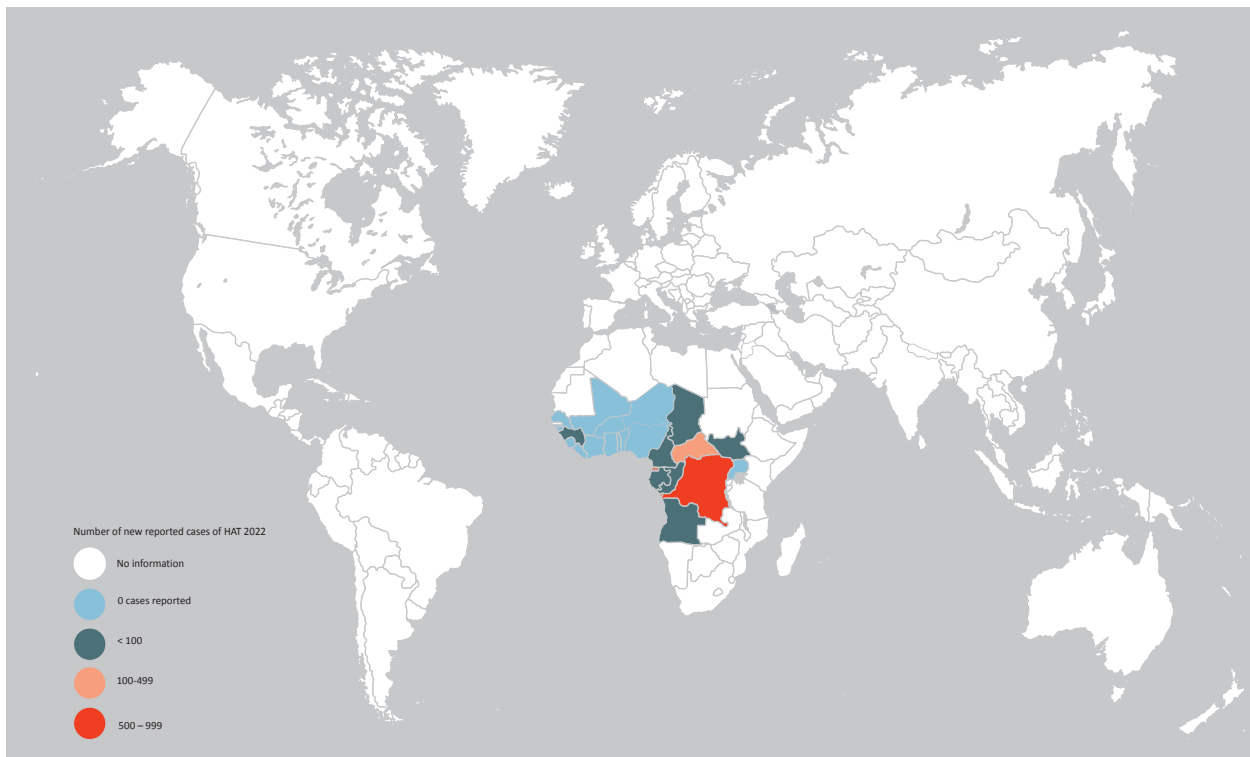 Number of new reported cases of HAT 2022
No information
0 cases reported
< 100
100-499
500 – 999